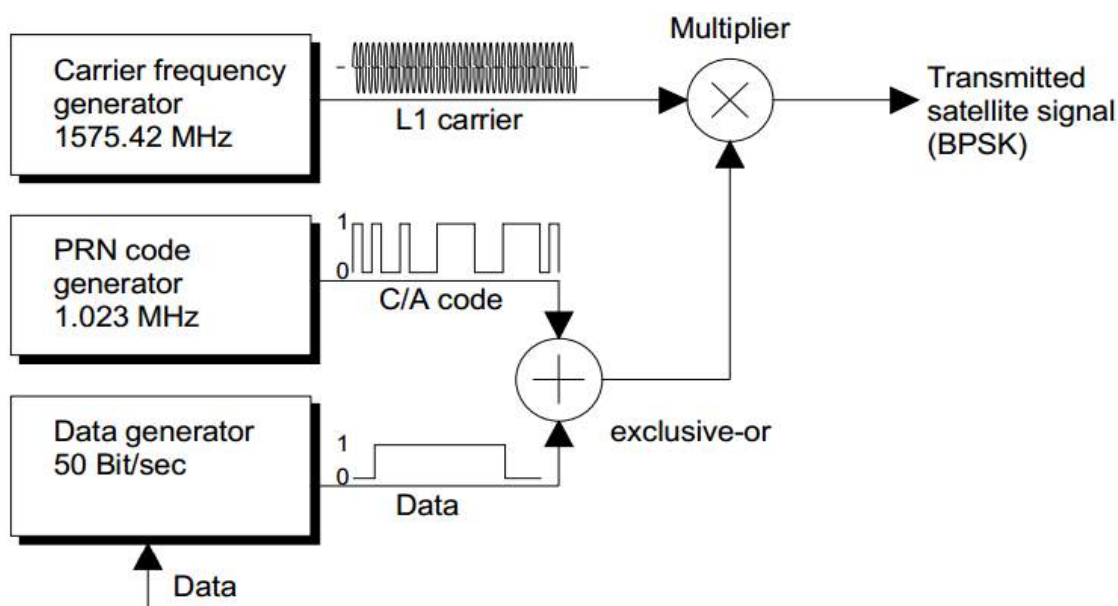 Carrier frequency
generator
1575.42 MHz
L1 carrier
Multiplier
Transmitted
satellite signal
(BPSK)
PRN code
generator
1.023 MHz
1
0
C/A code
exclusive-or
Data generator
50 Bit/sec
1
0
Data
Data